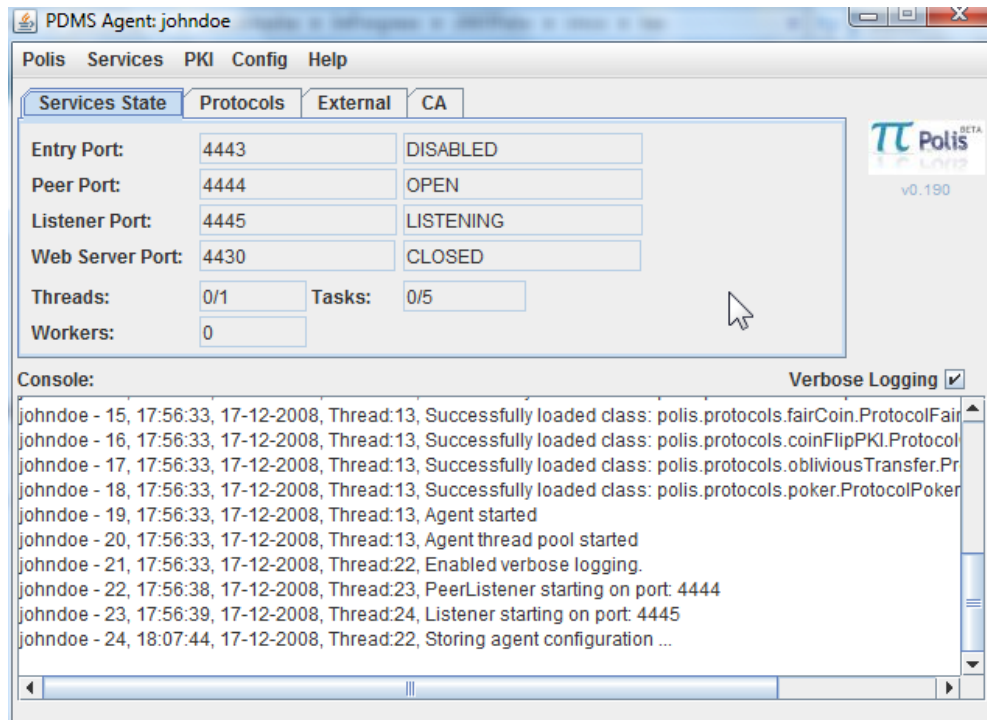 PDMS Agent: johndoe
Polis Services PKI Config Help
Services State Protocols External CA
Entry Port: 4443 DISABLED
Peer Port: 4444 OPEN
Listener Port: 4445 LISTENING
Web Server Port: 4430 CLOSED
Threads: 0/1 Tasks: 0/5
Workers: 0
π Polis BETA
v0.190
Console: Verbose Logging
johndoe - 15, 17:56:33, 17-12-2008, Thread:13, Successfully loaded class: polis.protocols.fairCoin.ProtocolFair
johndoe - 16, 17:56:33, 17-12-2008, Thread:13, Successfully loaded class: polis.protocols.coinFlipPKI.Protocol
johndoe - 17, 17:56:33, 17-12-2008, Thread:13, Successfully loaded class: polis.protocols.obliviousTransfer.Pr
johndoe - 18, 17:56:33, 17-12-2008, Thread:13, Successfully loaded class: polis.protocols.poker.ProtocolPoker
johndoe - 19, 17:56:33, 17-12-2008, Thread:13, Agent started
johndoe - 20, 17:56:33, 17-12-2008, Thread:13, Agent thread pool started
johndoe - 21, 17:56:33, 17-12-2008, Thread:22, Enabled verbose logging.
johndoe - 22, 17:56:38, 17-12-2008, Thread:23, PeerListener starting on port: 4444
johndoe - 23, 17:56:39, 17-12-2008, Thread:24, Listener starting on port: 4445
johndoe - 24, 18:07:44, 17-12-2008, Thread:22, Storing agent configuration ...